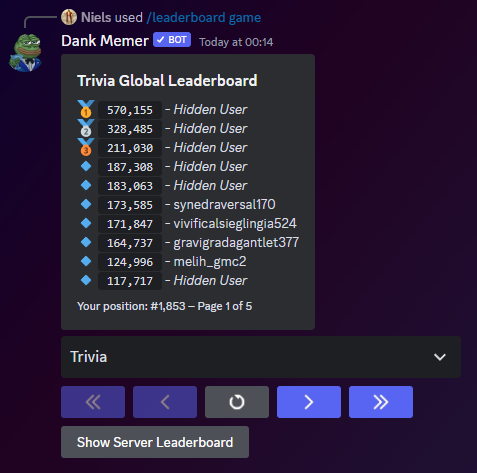 Niels used /leaderboard game
Dank Memer ✓ BOT Today at 00:14
Trivia Global Leaderboard
1 570,155 - Hidden User
2 328,485 - Hidden User
3 211,030 - Hidden User
187,308 - Hidden User
183,063 - Hidden User
173,585 - synedraversal170
171,847 - vivificalsieglingia524
164,737 - gravigradagantlet377
124,996 - melih_gmc2
117,717 - Hidden User
Your position: #1,853 – Page 1 of 5
Trivia
Show Server Leaderboard